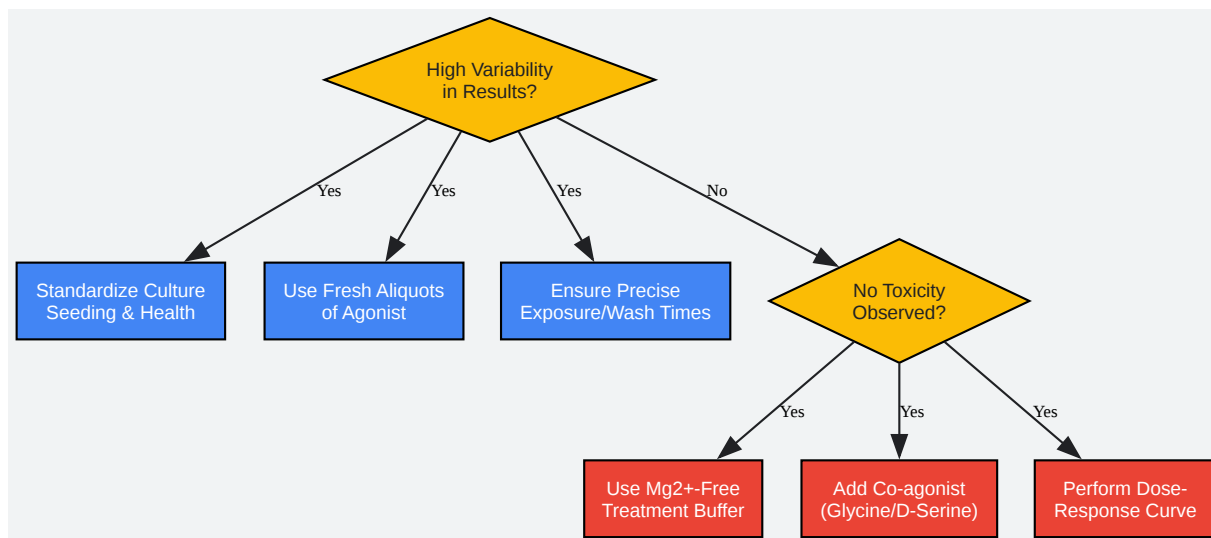 High Variability
in Results?
Yes
Yes
Yes
No
Standardize Culture
Seeding & Health
Use Fresh Aliquots
of Agonist
Ensure Precise
Exposure/Wash Times
No Toxicity
Observed?
Yes
Yes
Yes
Use Mg2+-Free
Treatment Buffer
Add Co-agonist
(Glycine/D-Serine)
Perform Dose-
Response Curve